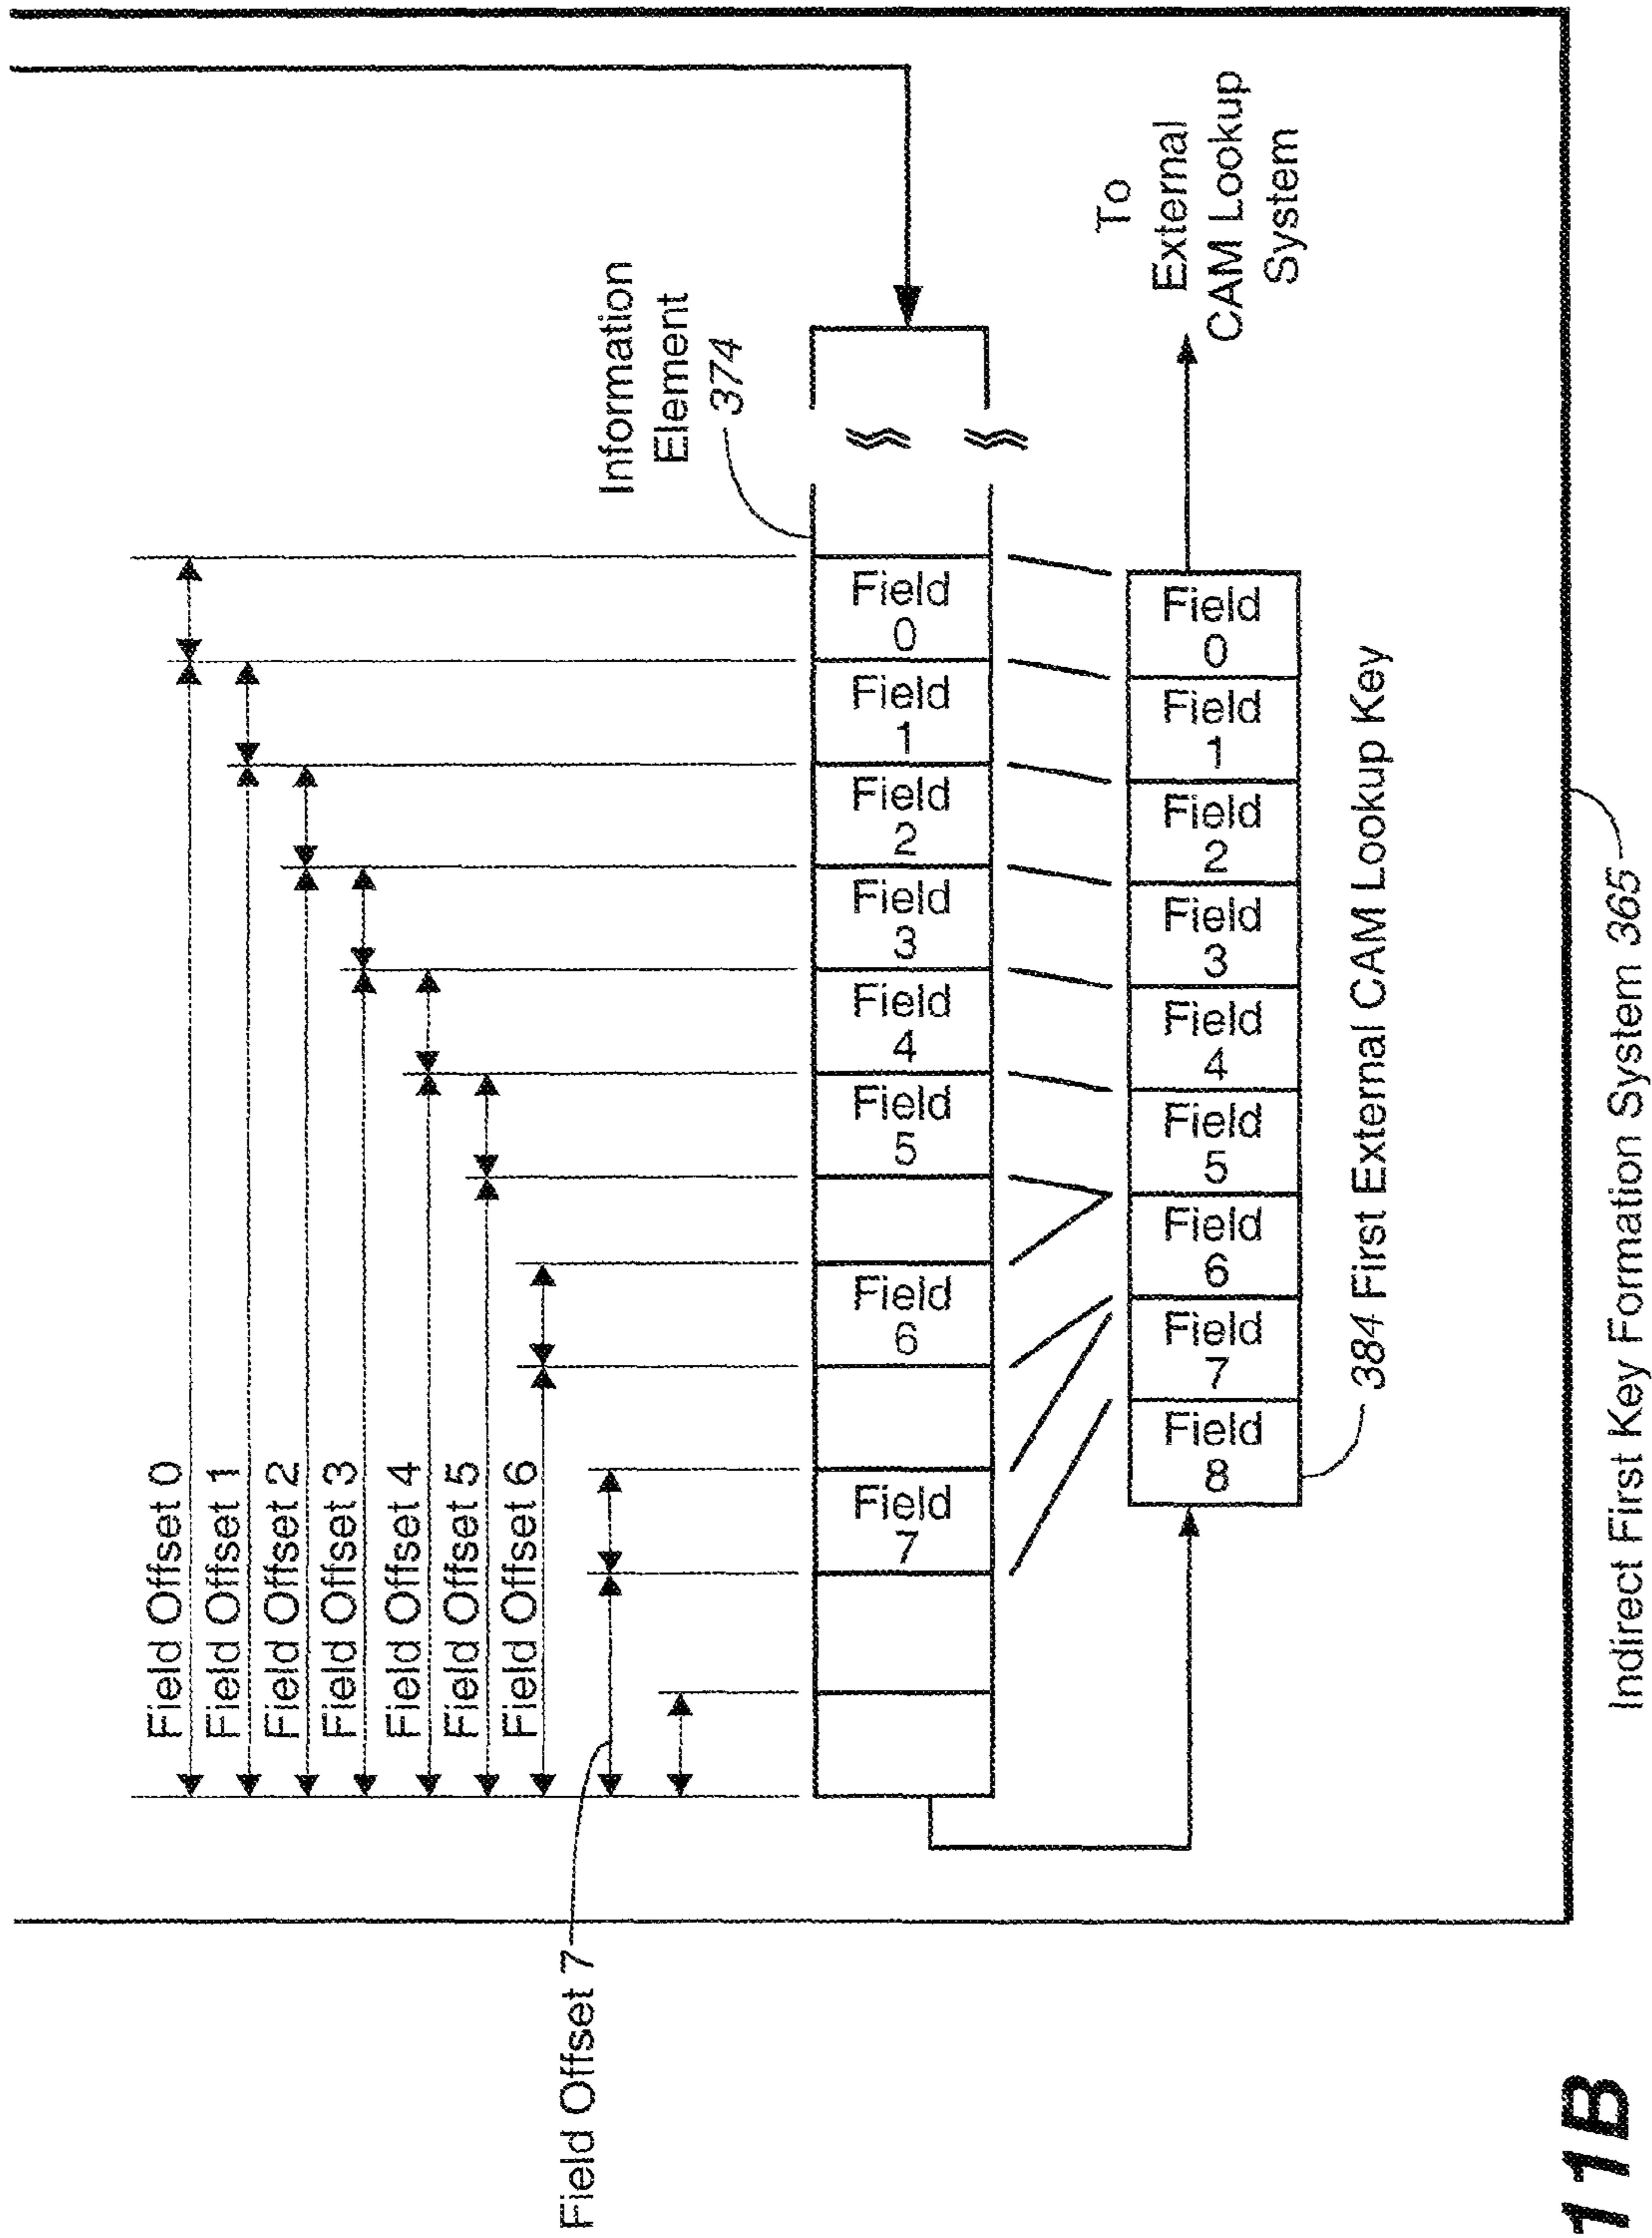 Field Offset 0
Field Offset 1
Field Offset 2
Field Offset 3
Field Offset 4
Field Offset 5
Field Offset 6
Field Offset 7
Information
Element
374
Field
7
Field
6
Field
5
Field
4
Field
3
Field
2
Field
1
Field
0
To
External
CAM Lookup
System
Field
8
Field
7
Field
6
Field
5
Field
4
Field
3
Field
2
Field
1
Field
0
384 First External CAM Lookup Key
Indirect First Key Formation System 365
11B